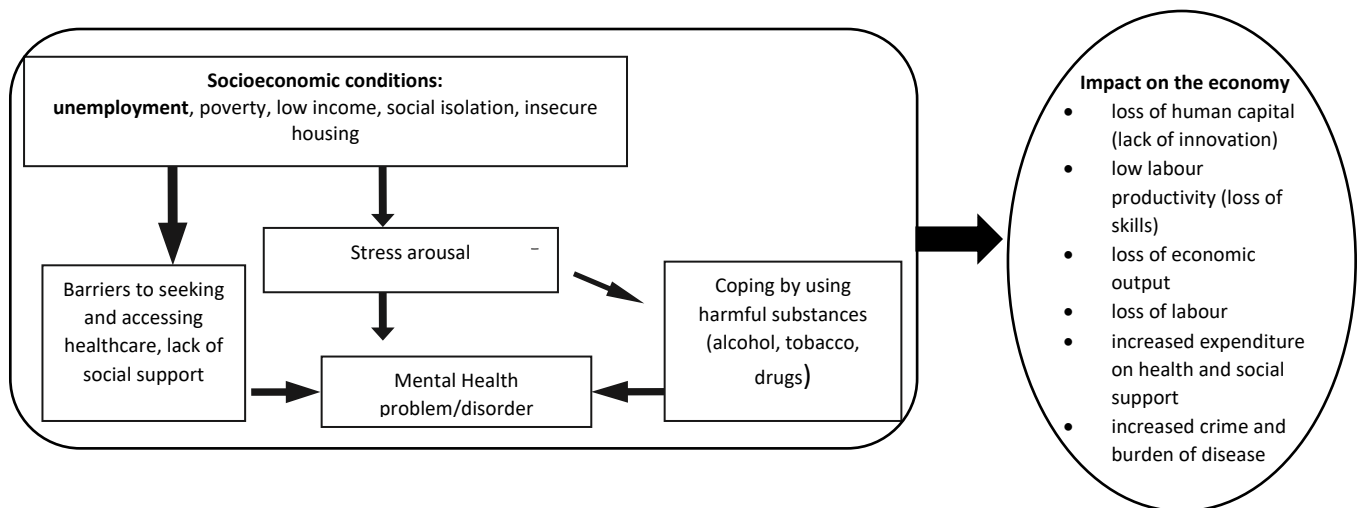 Socioeconomic conditions:
unemployment, poverty, low income, social isolation, insecure
housing
Stress arousal
Barriers to seeking
and accessing
healthcare, lack of
social support
Coping by using
harmful substances
(alcohol, tobacco,
drugs)
Mental Health
problem/disorder
Impact on the economy
• loss of human capital
(lack of innovation)
• low labour
productivity (loss of
skills)
• loss of economic
output
• loss of labour
• increased expenditure
on health and social
support
• increased crime and
burden of disease